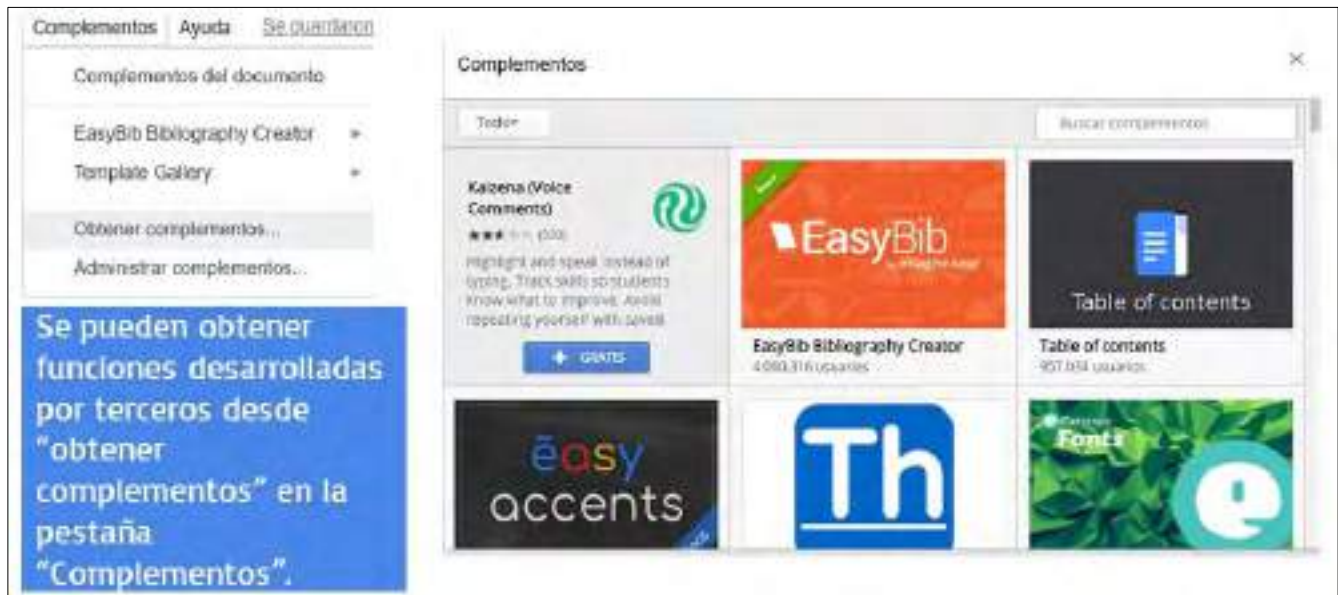 Complementos Ayuda Se guardaron
Complementos del documento
EasyBib Bibliography Creator
Template Gallery
Obtener complementos...
Administrar complementos...
Se pueden obtener
funciones desarrolladas
por terceros desde
"obtener
complementos" en la
pestaña
"Complementos".
Complementos
Todo
Buscar complementos
Kaizena (Voice
Comments)
Highlight and speak instead of
typing. Track skills so students
know what to improve. Avoid
repeating yourself with saved
+ GRATIS
EasyBib
EasyBib Bibliography Creator
usuarios
Table of contents
Table of contents
usuarios
ēasy
accents
Th
Fonts
e